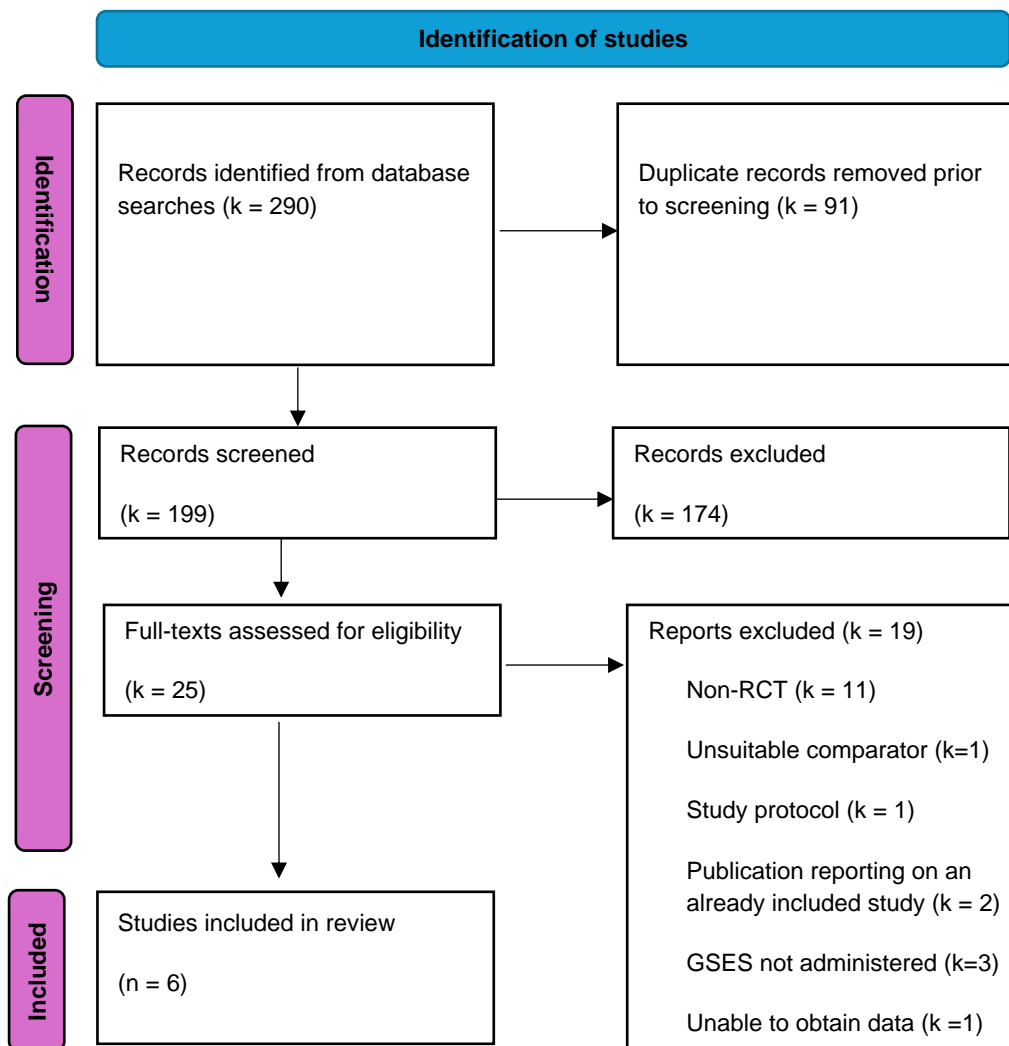 Identification of studies
Identification
Records identified from database
searches (k = 290)
Duplicate records removed prior
to screening (k = 91)
Screening
Records screened
(k = 199)
Records excluded
(k = 174)
Full-texts assessed for eligibility
(k = 25)
Reports excluded (k = 19)
Non-RCT (k = 11)
Unsuitable comparator (k=1)
Study protocol (k = 1)
Publication reporting on an
already included study (k = 2)
GSES not administered (k=3)
Unable to obtain data (k =1)
Included
Studies included in review
(n = 6)